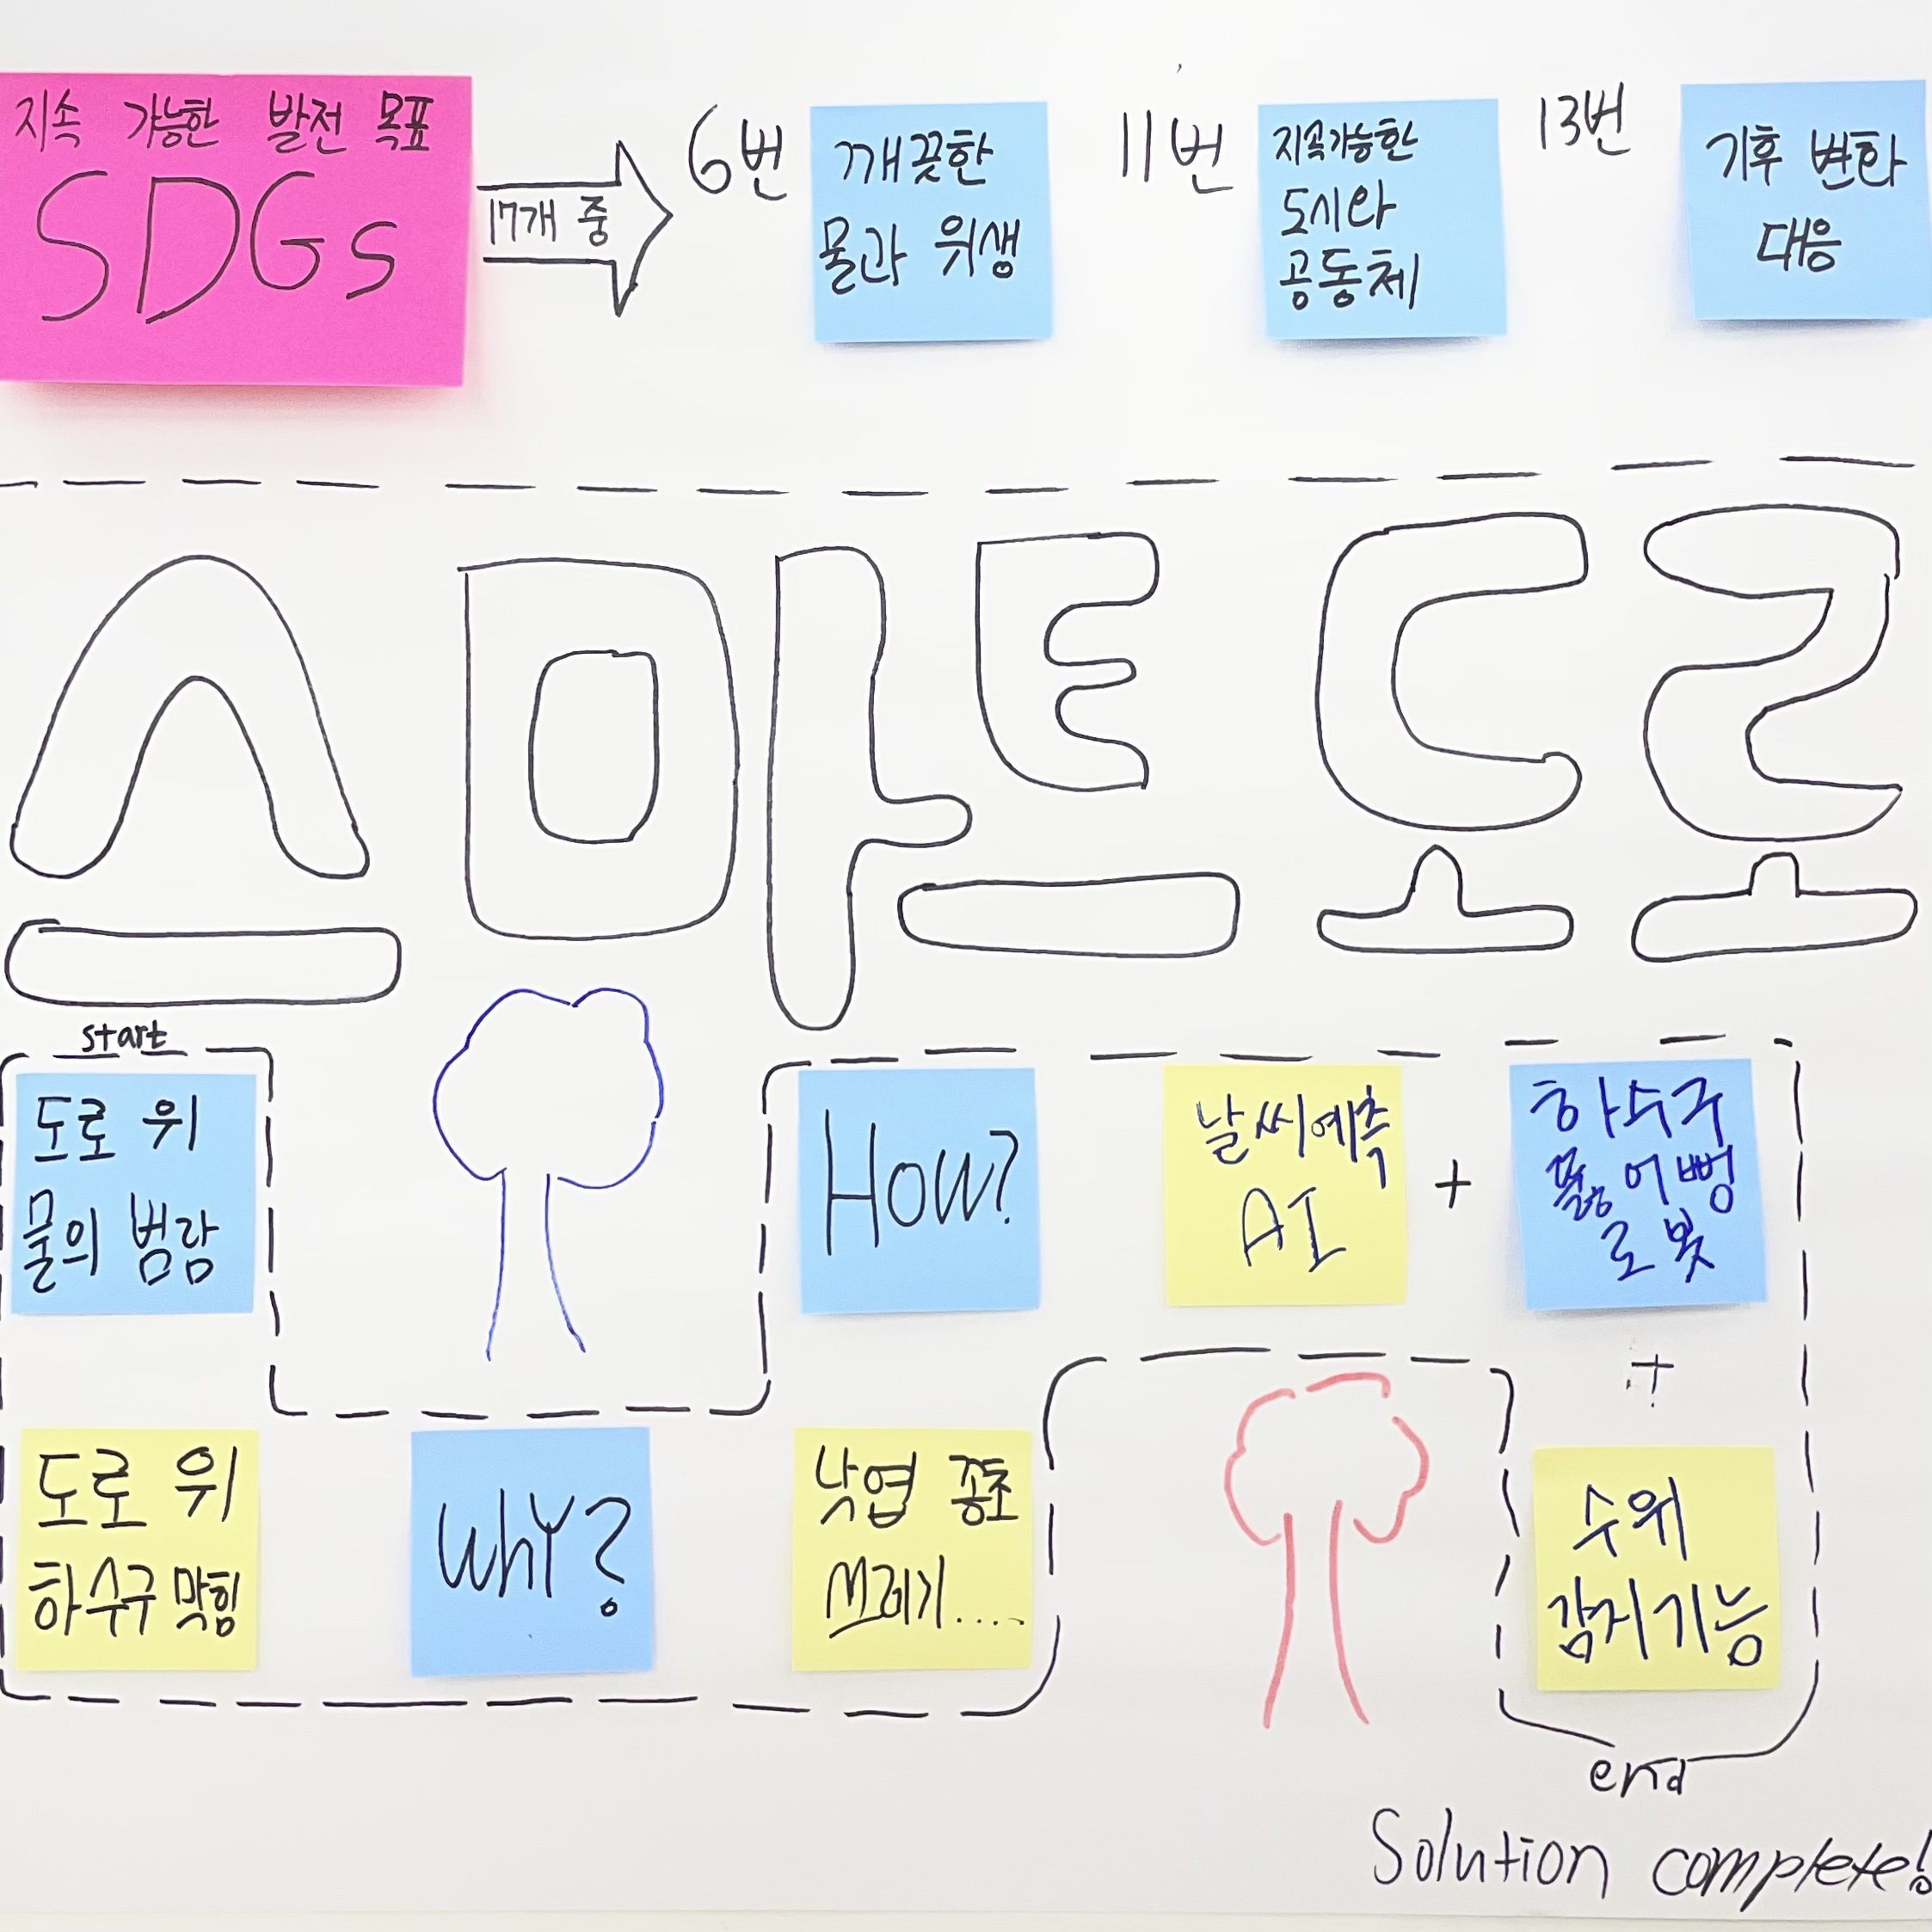 지속 가능한 발전 목표
SDGs
17개 중
6번
깨끗한
물과 위생
11번
지속가능한
도시와
공동체
13번
기후 변화
대응
스마트 도로
start
도로 위
물의 범람
도로 위
하수구 막힘
Why?
낙엽 종호
쓰레기....
How?
날씨예측
AI
+
하수구
뚫어뻥
로봇
+
수위
감지기능
end
Solution complete!